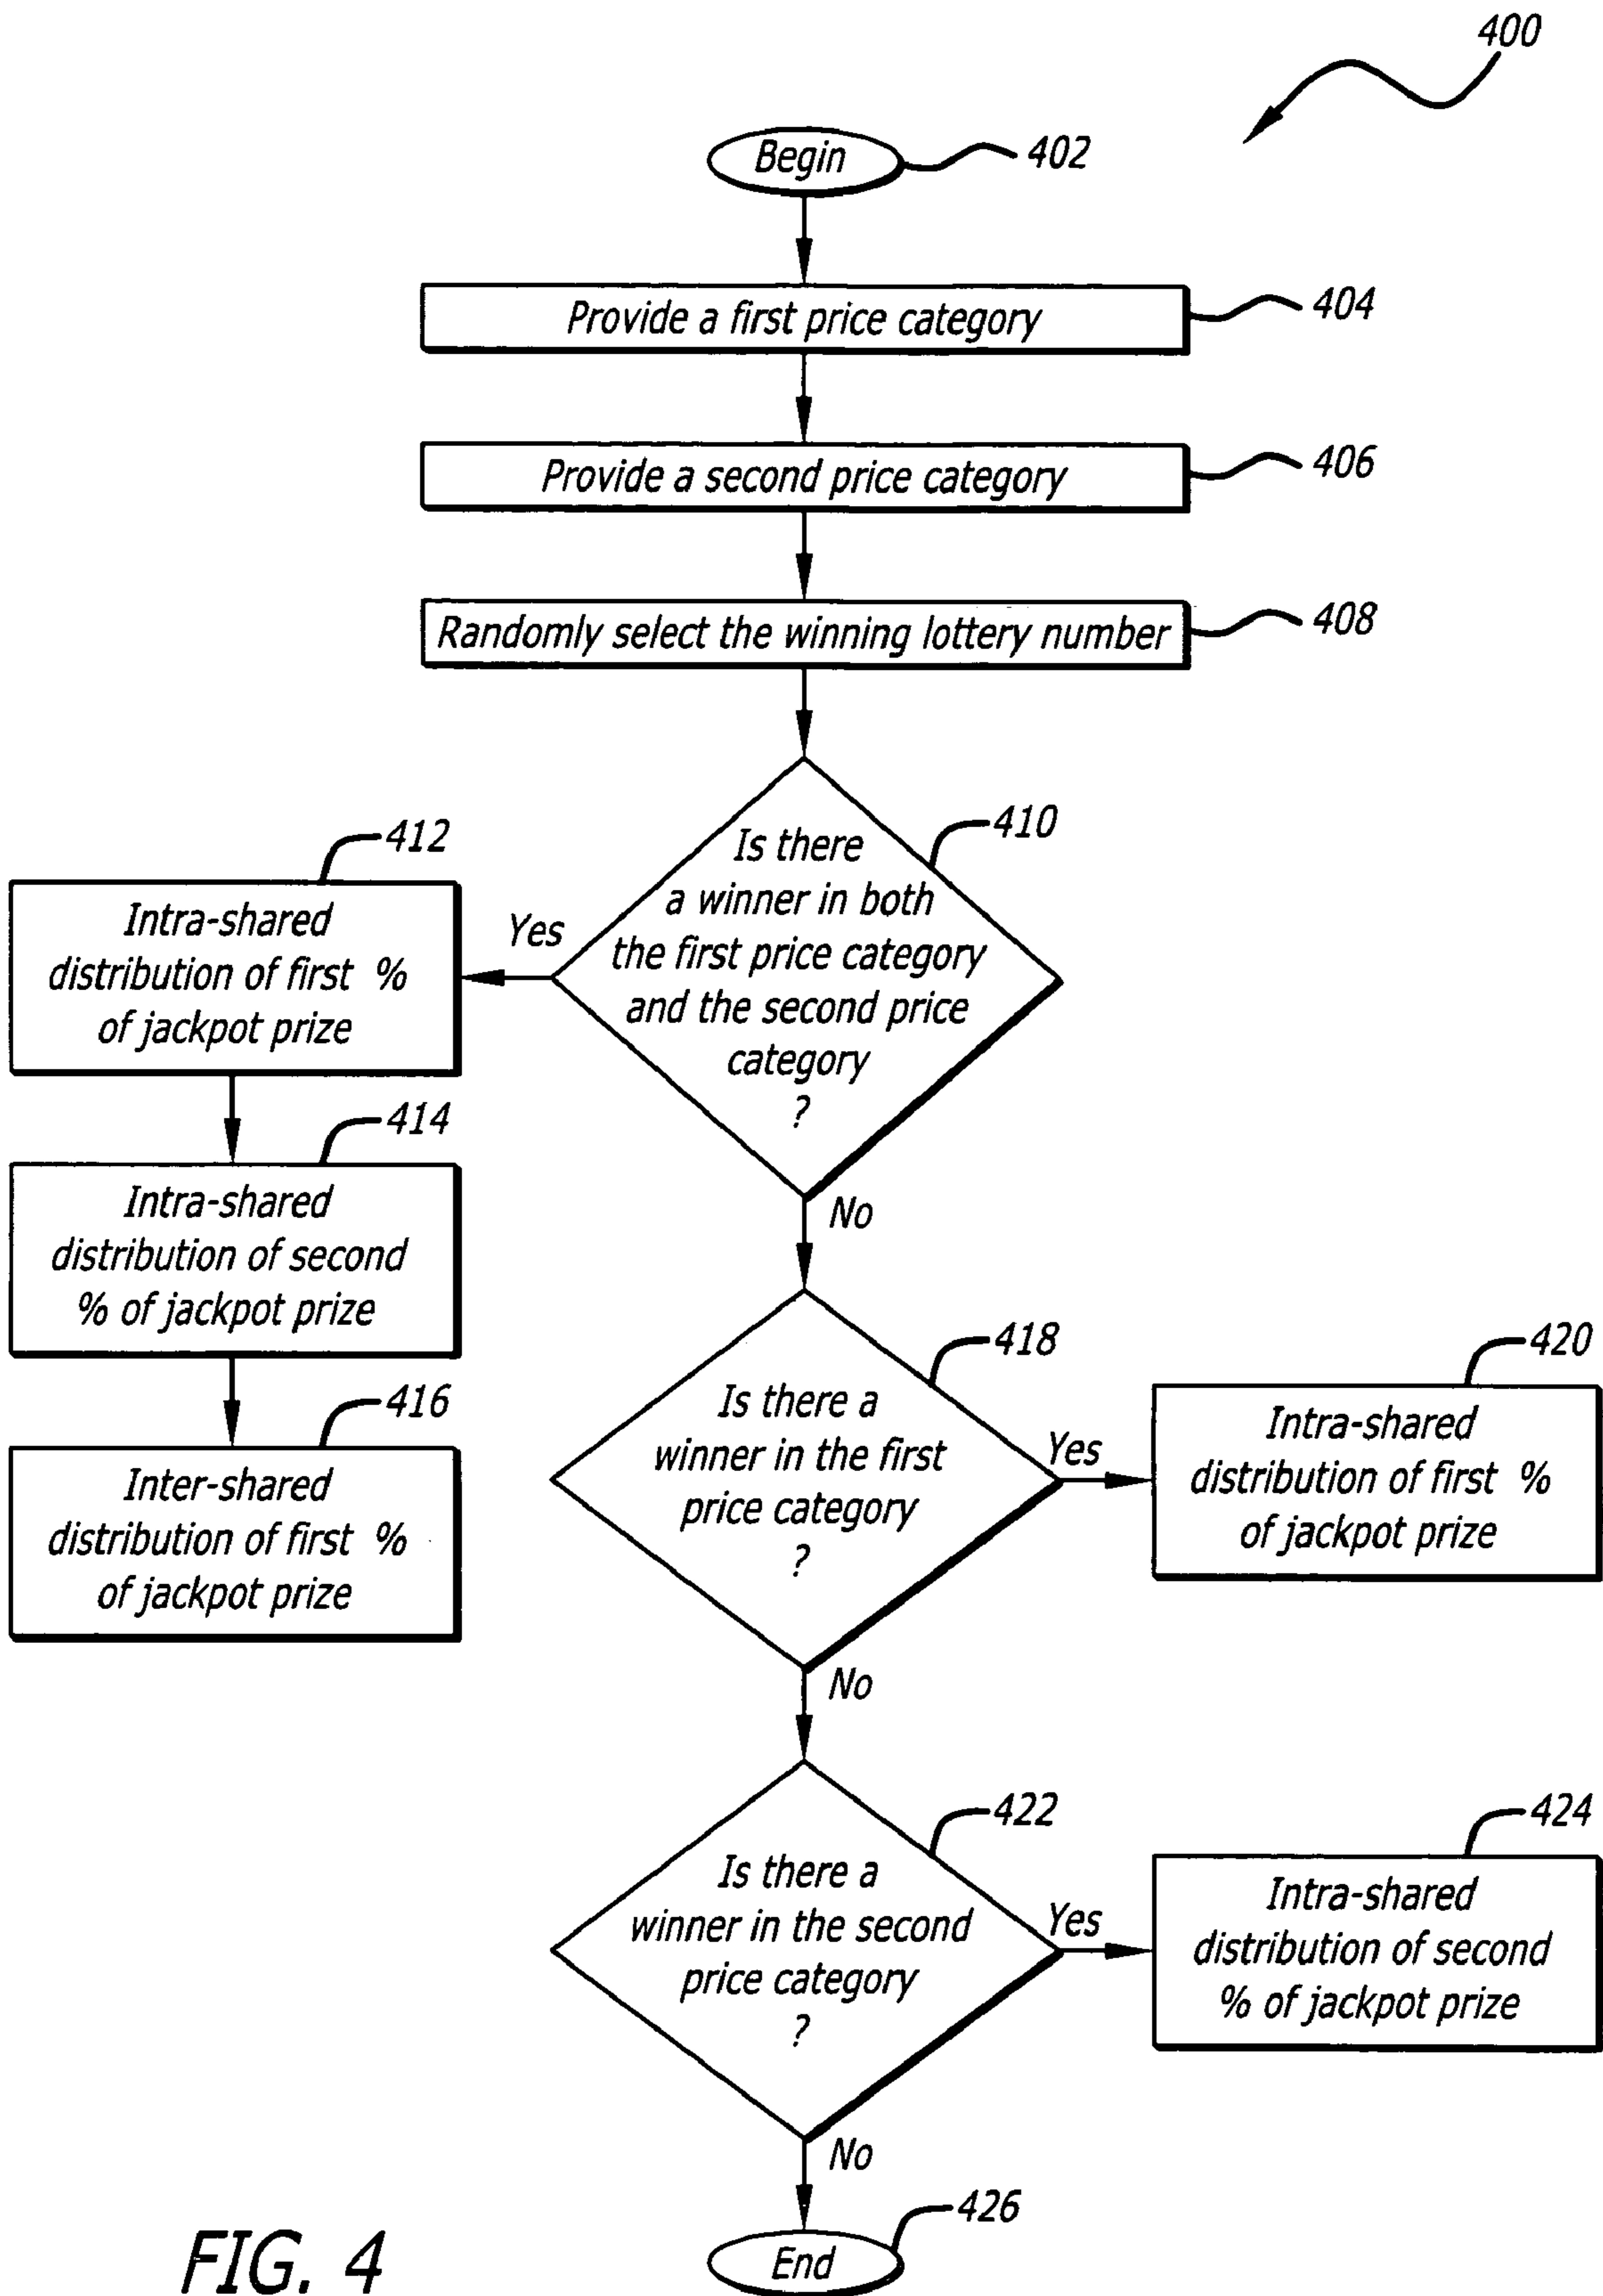 400
Begin
402
Provide a first price category
404
Provide a second price category
406
Randomly select the winning lottery number
408
Is there
a winner in both
the first price category
and the second price
category
?
410
Yes
412
Intra-shared
distribution of first %
of jackpot prize
414
Intra-shared
distribution of second
% of jackpot prize
416
Inter-shared
distribution of first %
of jackpot prize
No
Is there a
winner in the first
price category
?
418
Yes
420
Intra-shared
distribution of first %
of jackpot prize
No
Is there a
winner in the second
price category
?
422
Yes
424
Intra-shared
distribution of second
% of jackpot prize
No
426
End
FIG. 4